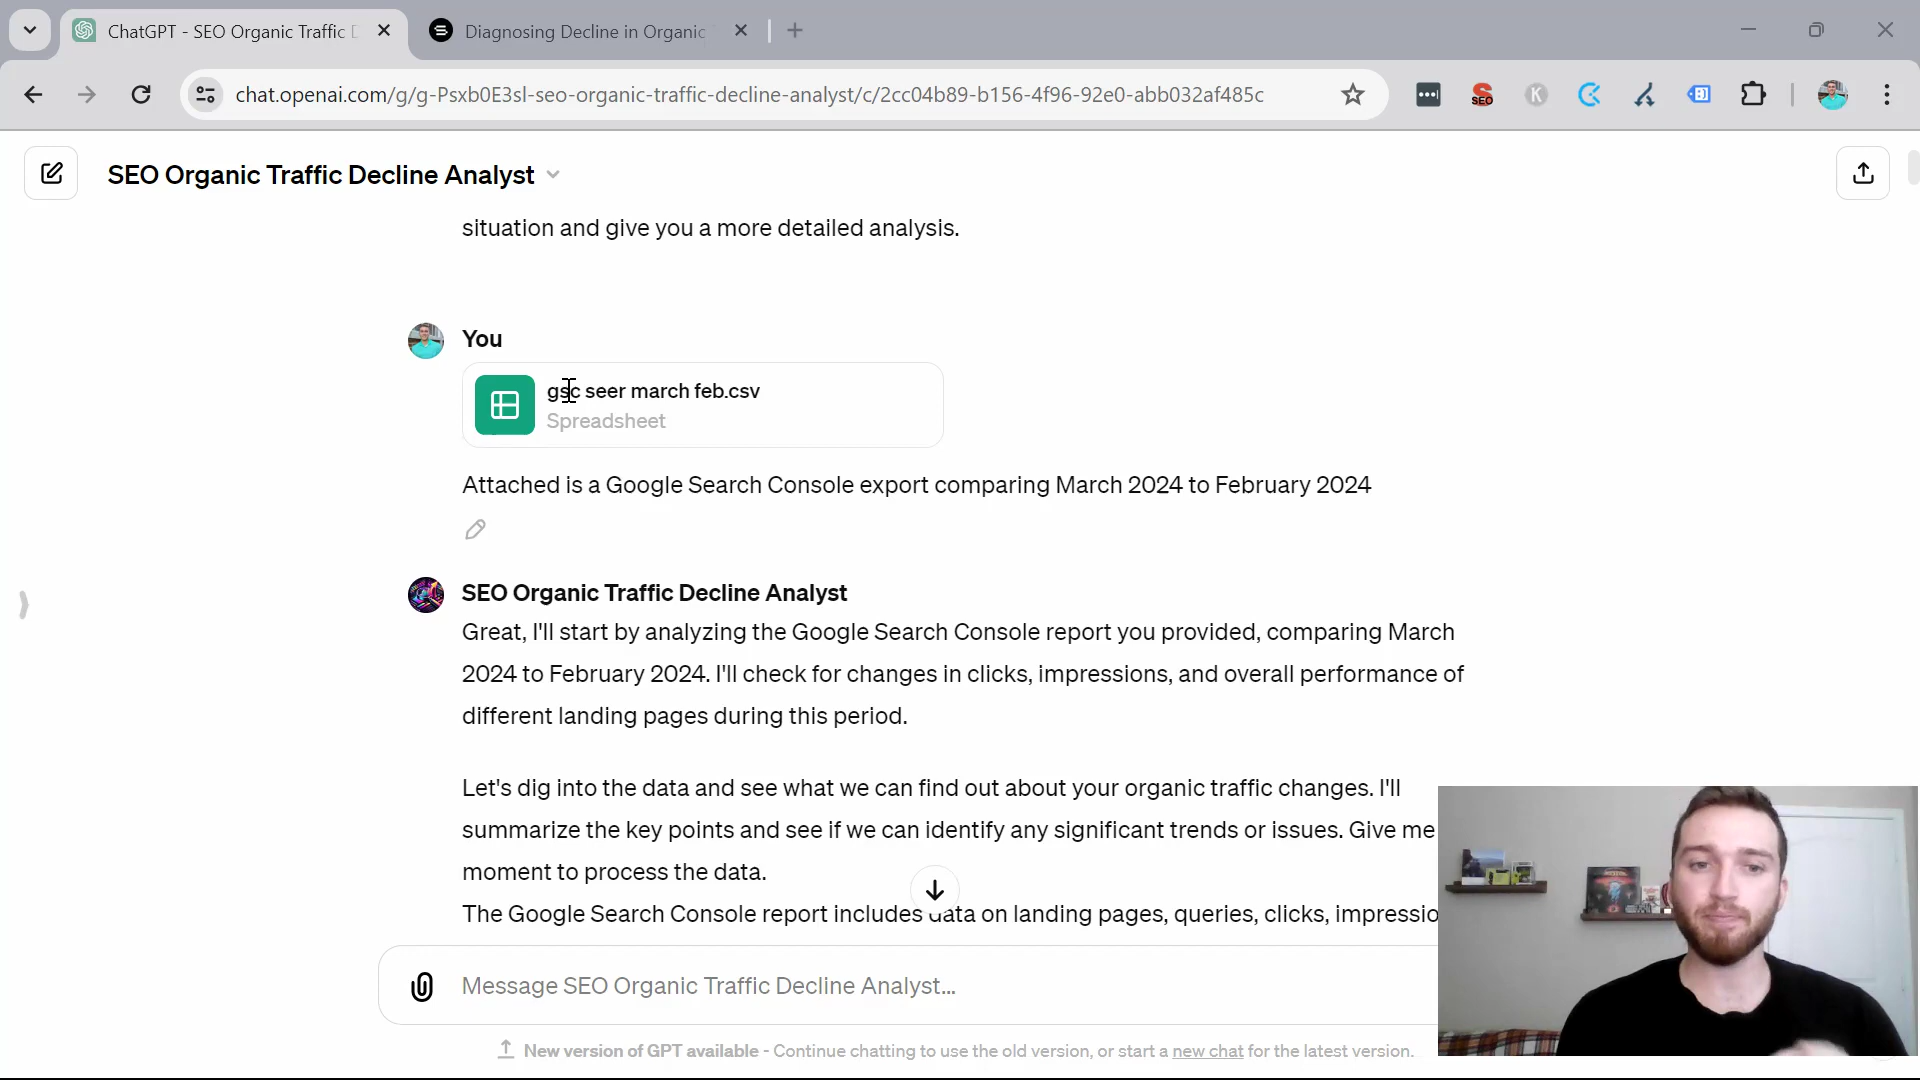 ChatGPT - SEO Organic Traffic D
Diagnosing Decline in Organic
chat.openai.com/g/g-Psxb0E3sl-seo-organic-traffic-decline-analyst/c/2cc04b89-b156-4f96-92e0-abb032af485c
SEO
K
SEO Organic Traffic Decline Analyst
situation and give you a more detailed analysis.
You
gsc seer march feb.csv
Spreadsheet
Attached is a Google Search Console export comparing March 2024 to February 2024
SEO Organic Traffic Decline Analyst
Great, I'll start by analyzing the Google Search Console report you provided, comparing March
2024 to February 2024. I'll check for changes in clicks, impressions, and overall performance of
different landing pages during this period.
Let's dig into the data and see what we can find out about your organic traffic changes. I'll
summarize the key points and see if we can identify any significant trends or issues. Give me
moment to process the data.
The Google Search Console report includes data on landing pages, queries, clicks, impressio
Message SEO Organic Traffic Decline Analyst...
New version of GPT available - Continue chatting to use the old version, or start a new chat for the latest version.